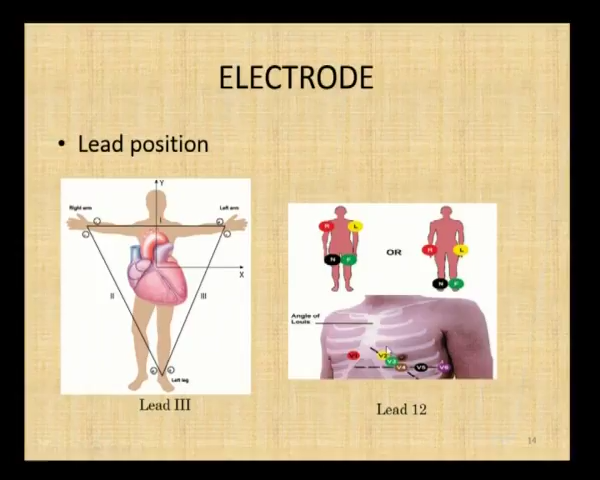 ELECTRODE
• Lead position
Y
Right arm
Left arm
I
X
II
III
Left leg
Lead III
R
L
N
F
OR
R
L
N
F
Angle of
Louis
V1
V2
V3
V4
V5
V6
Lead 12
14